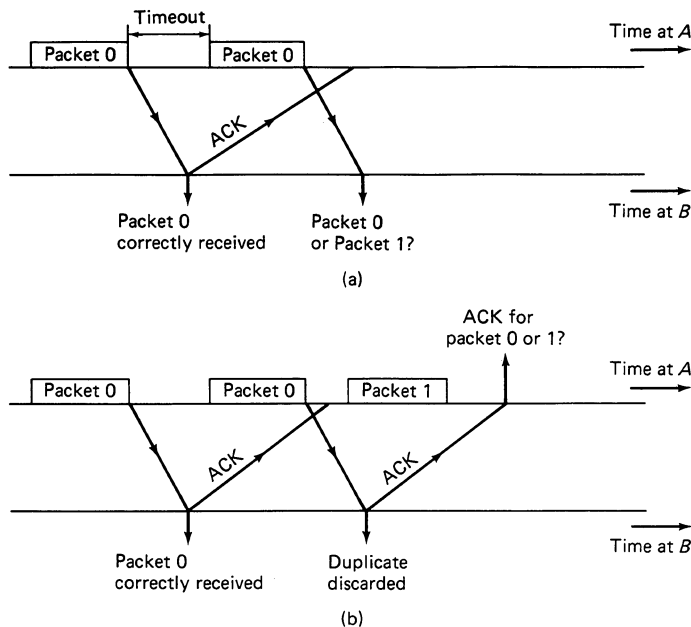 Timeout
Time at A
Packet 0
Packet 0
ACK
Time at B
Packet 0
correctly received
Packet 0
or Packet 1?
(a)
ACK for
packet 0 or 1?
Time at A
Packet 0
Packet 0
Packet 1
ACK
ACK
Time at B
Packet 0
correctly received
Duplicate
discarded
(b)